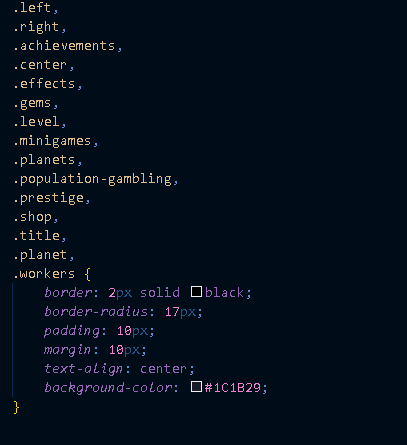 .left,
.right,
.achievements,
.center,
.effects,
.gems,
.level,
.minigames,
.planets,
.population-gambling,
.prestige,
.shop,
.title,
.planet,
.workers {
border: 2px solid black;
border-radius: 17px;
padding: 10px;
margin: 10px;
text-align: center;
background-color: #1C1B29;
}